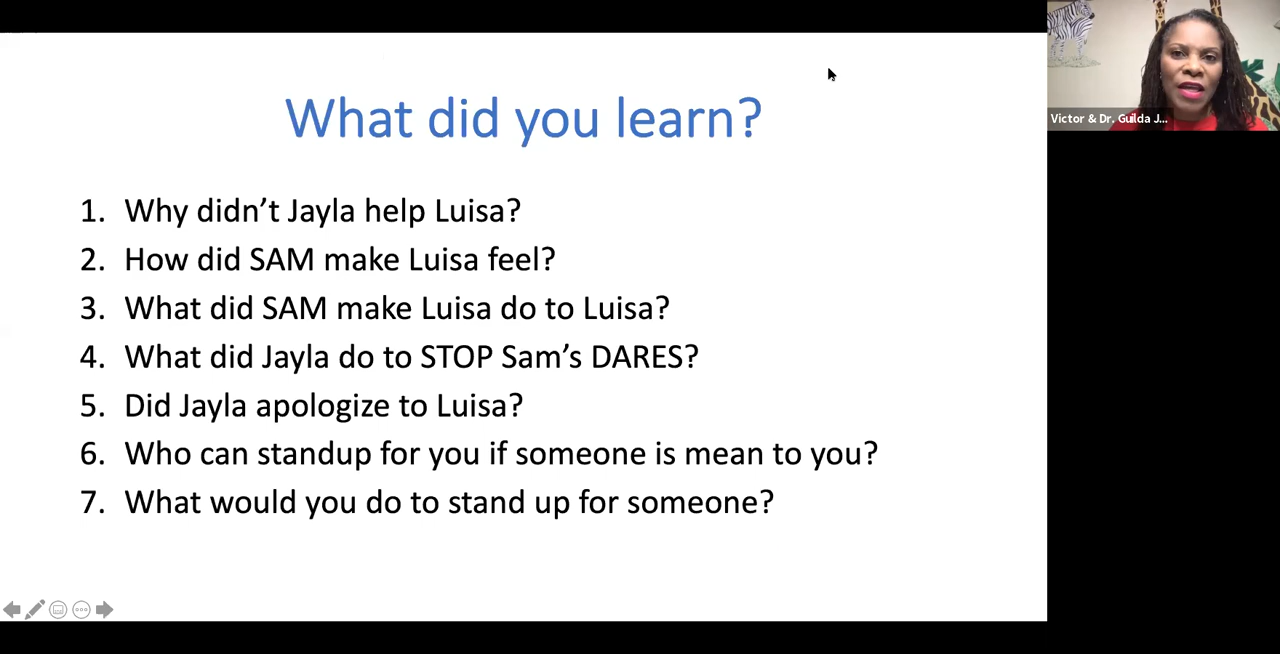 What did you learn?
1. Why didn’t Jayla help Luisa?
2. How did SAM make Luisa feel?
3. What did SAM make Luisa do to Luisa?
4. What did Jayla do to STOP Sam’s DARES?
5. Did Jayla apologize to Luisa?
6. Who can standup for you if someone is mean to you?
7. What would you do to stand up for someone?
Victor & Dr. Guilda J...